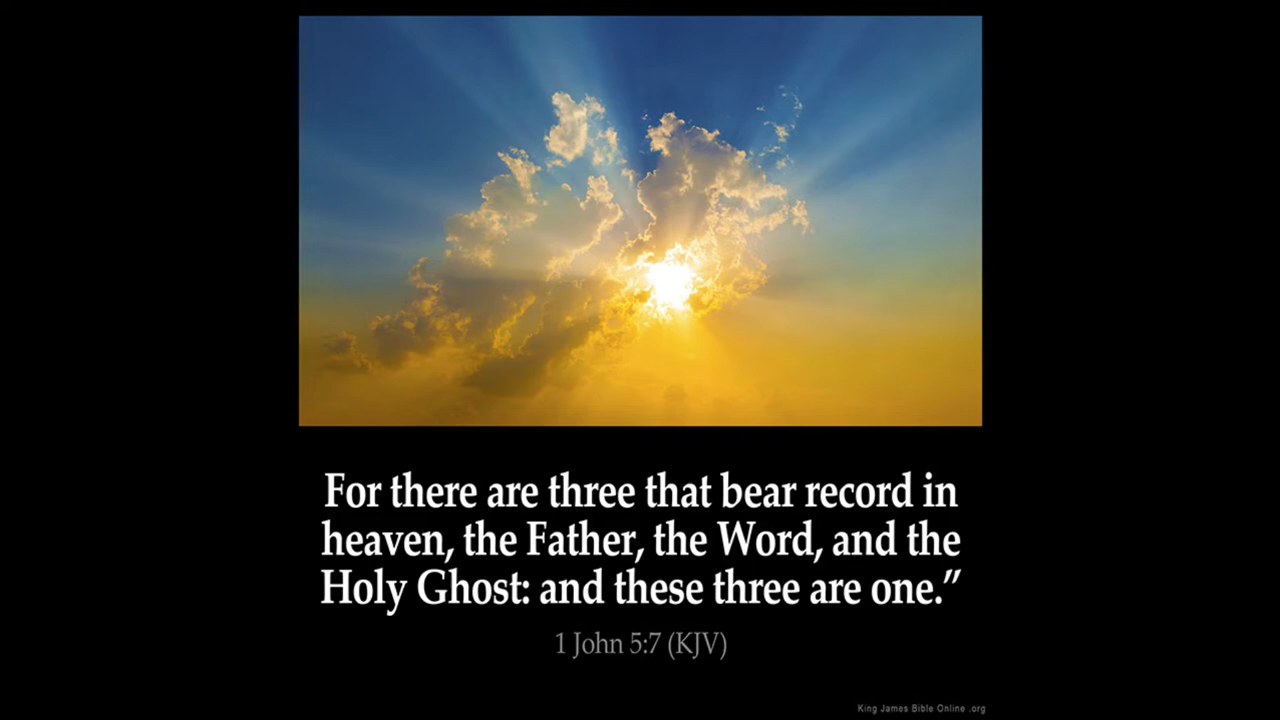 For there are three that bear record in
heaven, the Father, the Word, and the
Holy Ghost: and these three are one.”
1 John 5:7 (KJV)
King James Bible Online .org